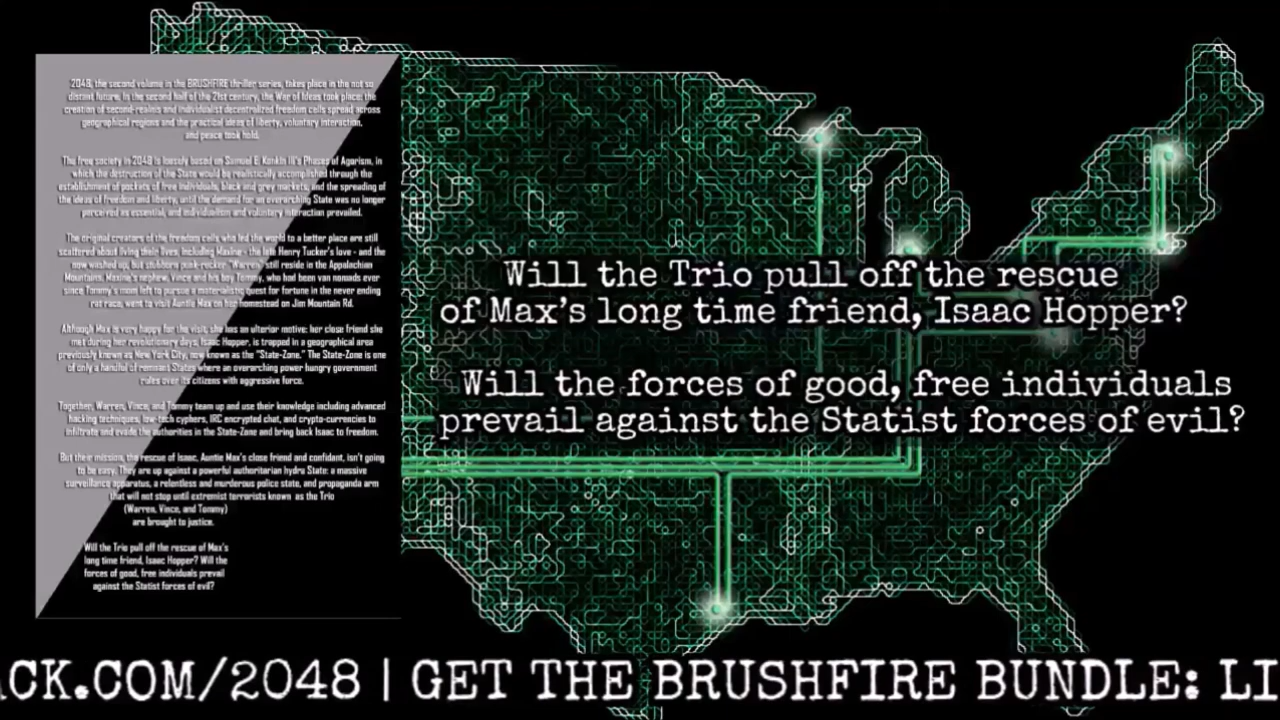 2048, the second volume in the BRUSHFIRE thriller series, takes place in the not so
distant future. In the second half of the 21st century, the War of Ideas took place: the
creation of second-realms and individualist decentralized freedom cells spread across
geographical regions and the practical ideas of liberty, voluntary interaction,
and peace took hold.
The free society in 2048 is loosely based on Samuel E. Konkin III's Phases of Agorism, in
which the destruction of the State would be realistically accomplished through the
establishment of pockets of free individuals, black and grey markets, and the spreading of
the ideas of freedom and liberty, until the demand for an overarching State was no longer
perceived as essential, and individualism and voluntary interaction prevailed.
The original creators of the freedom cells who led the world to a better place are still
scattered about living their lives, including Maxine - the late Henry Tucker's love - and the
now washed up, but stubborn punk-rocker "Warren" still reside in the Appalachian
Mountains. Maxine's nephew, Vince and his boy Tommy, who had been van nomads ever
since Tommy's mom left to pursue a materialistic quest for fortune in the never ending
rat race, went to visit Auntie Max on her homestead on Jim Mountain Rd.
Although Max is very happy for the visit, she has an ulterior motive: her close friend she
met during her revolutionary days, Isaac Hopper, is trapped in a geographical area
previously known as New York City, now known as the "State-Zone." The State-Zone is one
of only a handful of remnant States where an overarching power hungry government
rules over its citizens with aggressive force.
Together, Warren, Vince, and Tommy team up and use their knowledge including advanced
hacking techniques, low-tech cyphers, IRC encrypted chat, and crypto-currencies to
infiltrate and evade the authorities in the State-Zone and bring back Isaac to freedom.
But their mission, the rescue of Isaac, Auntie Max's close friend and confidant, isn't going
to be easy. They are up against a powerful authoritarian hydra State: a massive
surveillance apparatus, a relentless and murderous police state, and propaganda arm
that will not stop until extremist terrorists known as the Trio
(Warren, Vince, and Tommy)
are brought to justice.
Will the Trio pull off the rescue of Max's
long time friend, Isaac Hopper? Will the
forces of good, free individuals prevail
against the Statist forces of evil?
Will the Trio pull off the rescue
of Max's long time friend, Isaac Hopper?
Will the forces of good, free individuals
prevail against the Statist forces of evil?
ACK.COM/2048 | GET THE BRUSHFIRE BUNDLE: LI